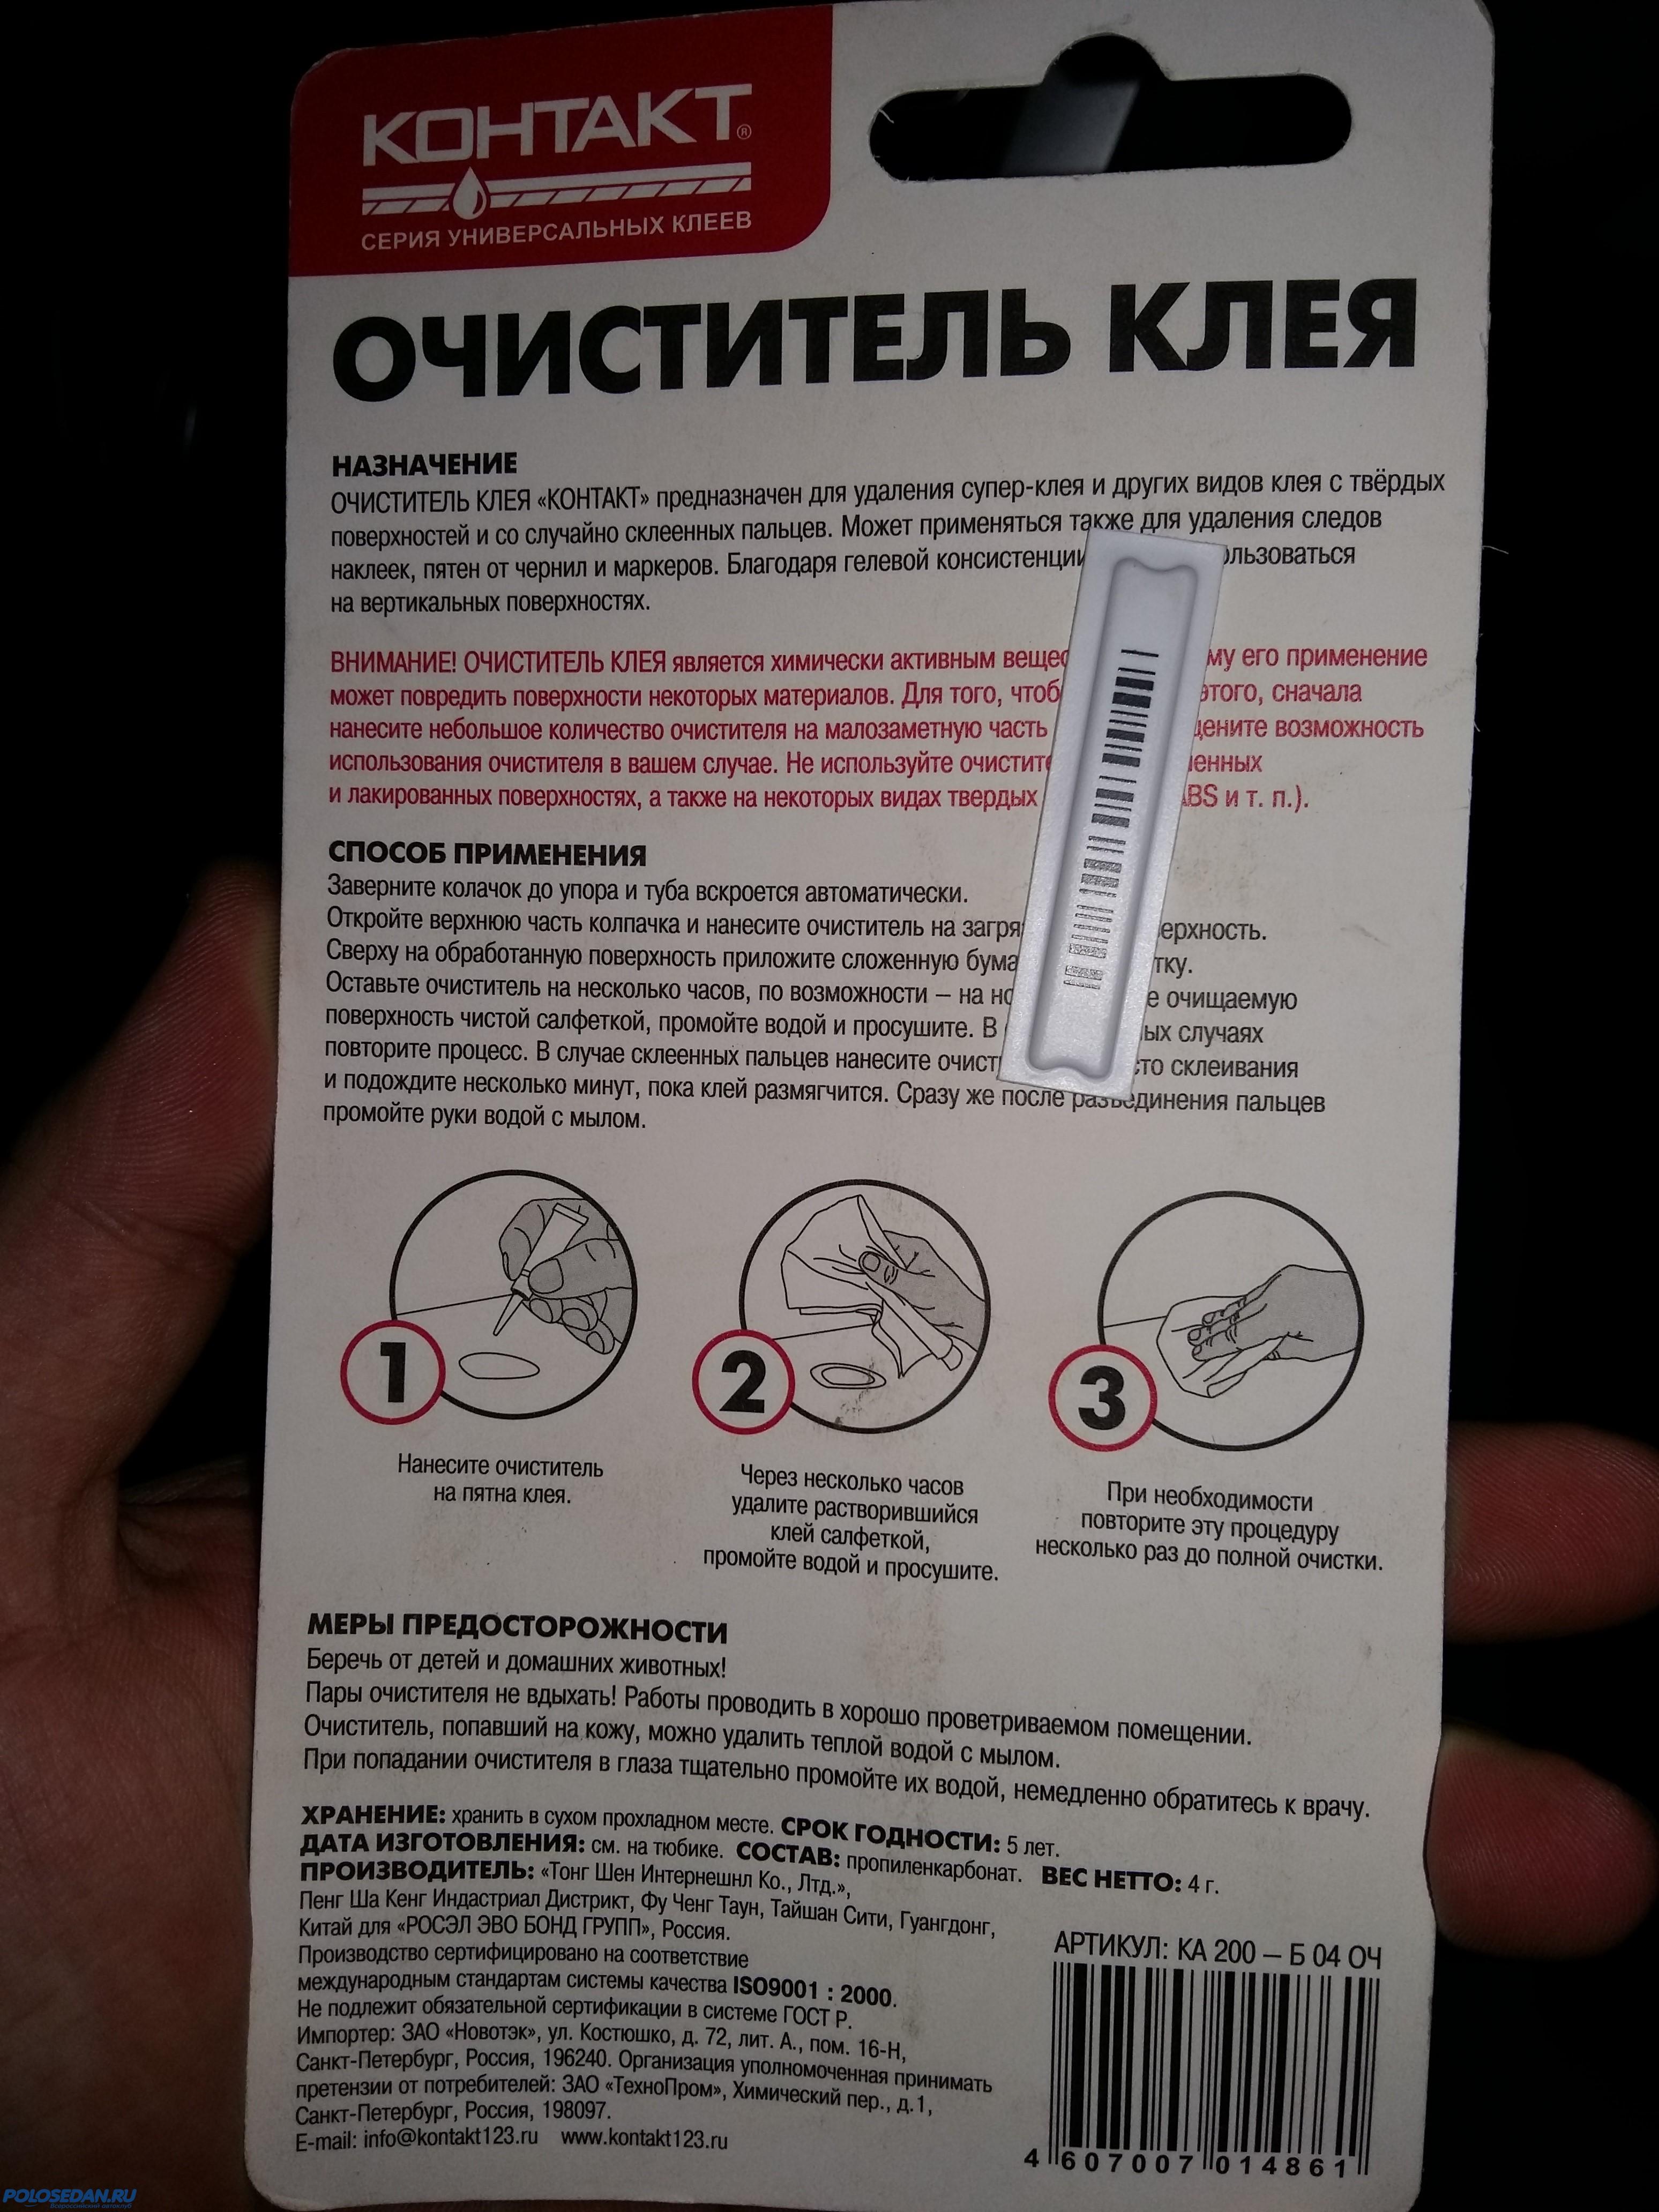 КОНТАКТ®
СЕРИЯ УНИВЕРСАЛЬНЫХ КЛЕЕВ
ОЧИСТИТЕЛЬ КЛЕЯ
НАЗНАЧЕНИЕ
ОЧИСТИТЕЛЬ КЛЕЯ «КОНТАКТ» предназначен для удаления супер-клея и других видов клея с твёрдых
поверхностей и со случайно склеенных пальцев. Может применяться также для удаления следов
наклеек, пятен от чернил и маркеров. Благодаря гелевой консистенции
на вертикальных поверхностях.
ВНИМАНИЕ! ОЧИСТИТЕЛЬ КЛЕЯ является химически активным его применение
может повредить поверхности некоторых материалов. Для того, этого, сначала
нанесите небольшое количество очистителя на малозаметную часть возможность
использования очистителя в вашем случае. Не используйте
и лакированных поверхностях, а также на некоторых видах твердых ABS и т. п.).
СПОСОБ ПРИМЕНЕНИЯ
Заверните колачок до упора и туба вскроется автоматически.
Откройте верхнюю часть колпачка и нанесите очиститель на
Сверху на обработанную поверхность приложите сложенную
Оставьте очиститель на несколько часов, по возможности – на очищаемую
поверхность чистой салфеткой, промойте водой и просушите. В случаях
повторите процесс. В случае склеенных пальцев нанесите склеивания
и подождите несколько минут, пока клей размягчится. Сразу же после разъединения пальцев
промойте руки водой с мылом.
1
Нанесите очиститель
на пятна клея.
2
Через несколько часов
удалите растворившийся
клей салфеткой,
промойте водой и просушите.
3
При необходимости
повторите эту процедуру
несколько раз до полной очистки.
МЕРЫ ПРЕДОСТОРОЖНОСТИ
Беречь от детей и домашних животных!
Пары очистителя не вдыхать! Работы проводить в хорошо проветриваемом помещении.
Очиститель, попавший на кожу, можно удалить теплой водой с мылом.
При попадании очистителя в глаза тщательно промойте их водой, немедленно обратитесь к врачу.
ХРАНЕНИЕ: хранить в сухом прохладном месте. СРОК ГОДНОСТИ: 5 лет.
ДАТА ИЗГОТОВЛЕНИЯ: см. на тюбике. СОСТАВ: пропиленкарбонат. ВЕС НЕТТО: 4 г.
ПРОИЗВОДИТЕЛЬ: «Тонг Шен Интернешнл Ко., Лтд.»,
Пенг Ша Кенг Индастриал Дистрикт, Фу Ченг Таун, Тайшан Сити, Гуангдонг,
Китай для «РОСЭЛ ЭВО БОНД ГРУПП», Россия.
Производство сертифицировано на соответствие
международным стандартам системы качества ISO9001 : 2000.
Не подлежит обязательной сертификации в системе ГОСТ Р.
Импортер: ЗАО «Новотэк», ул. Костюшко, д. 72, лит. А., пом. 16-Н,
Санкт-Петербург, Россия, 196240. Организация уполномоченная принимать
претензии от потребителей: ЗАО «ТехноПром», Химический пер., д.1,
Санкт-Петербург, Россия, 198097.
E-mail: info@kontakt123.ru www.kontakt123.ru
АРТИКУЛ: КА 200 – Б 04 ОЧ
4 607007 014861
POLOSEDAN.RU
Всероссийский автоклуб